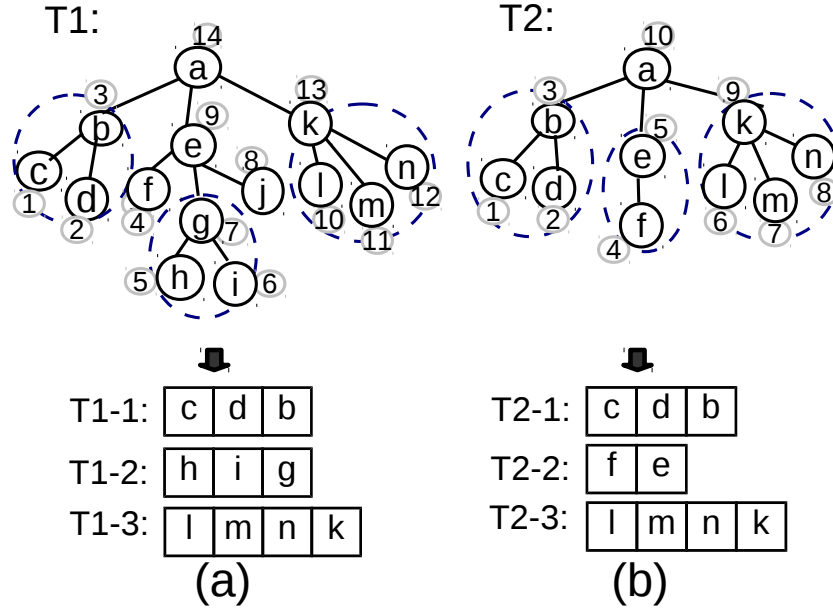 T1:
14
a
3
b
9
e
13
k
c
1
d
2
f
4
8
j
l
10
m
11
n
12
g
7
h
5
i
6
T1-1: c d b
T1-2: h i g
T1-3: l m n k
(a)
T2:
10
a
3
b
5
e
9
k
c
1
d
2
f
4
l
6
m
7
n
8
T2-1: c d b
T2-2: f e
T2-3: l m n k
(b)